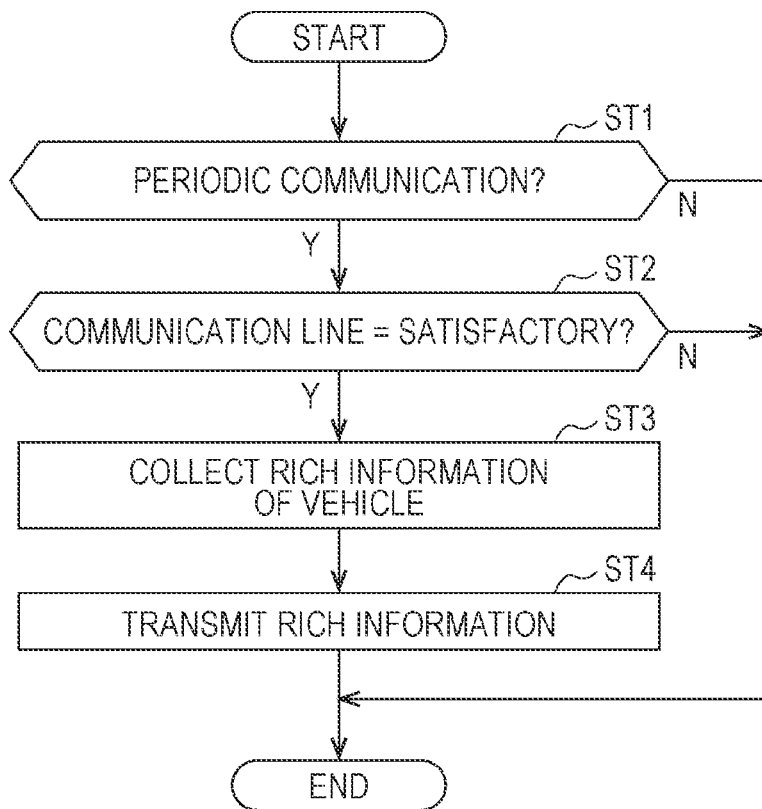 START
ST1
PERIODIC COMMUNICATION?
N
Y
ST2
COMMUNICATION LINE = SATISFACTORY?
N
Y
ST3
COLLECT RICH INFORMATION
OF VEHICLE
ST4
TRANSMIT RICH INFORMATION
END